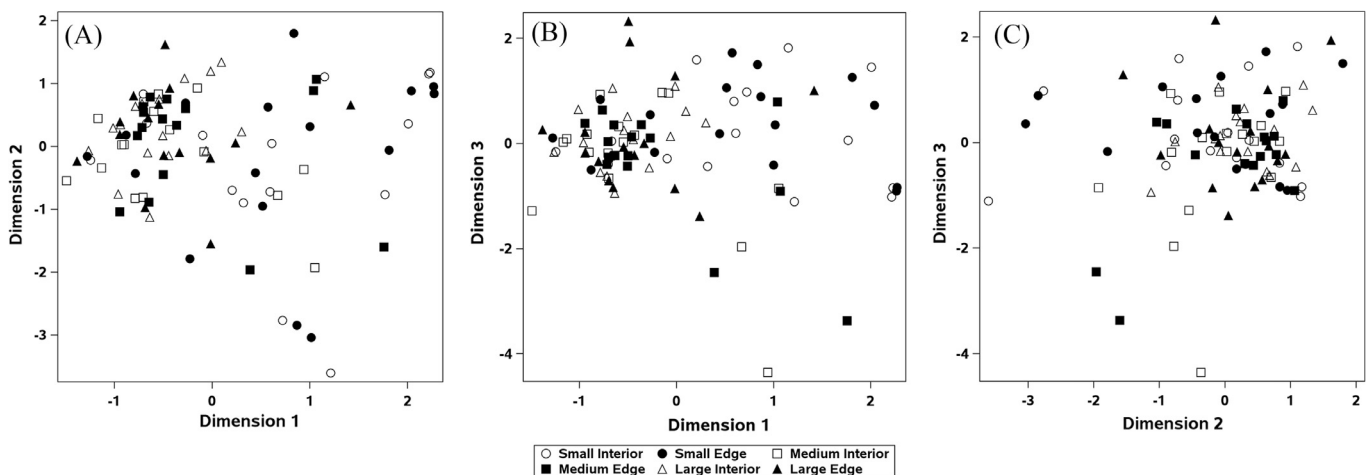 (A)
2
1
0
-1
-2
-3
Dimension 2
-1 0 1 2
Dimension 1
(B)
2
0
-2
-4
Dimension 3
-1 0 1 2
Dimension 1
(C)
2
0
-2
-4
Dimension 3
-3 -2 -1 0 1 2
Dimension 2
Small Interior Small Edge Medium Interior
Medium Edge Large Interior Large Edge